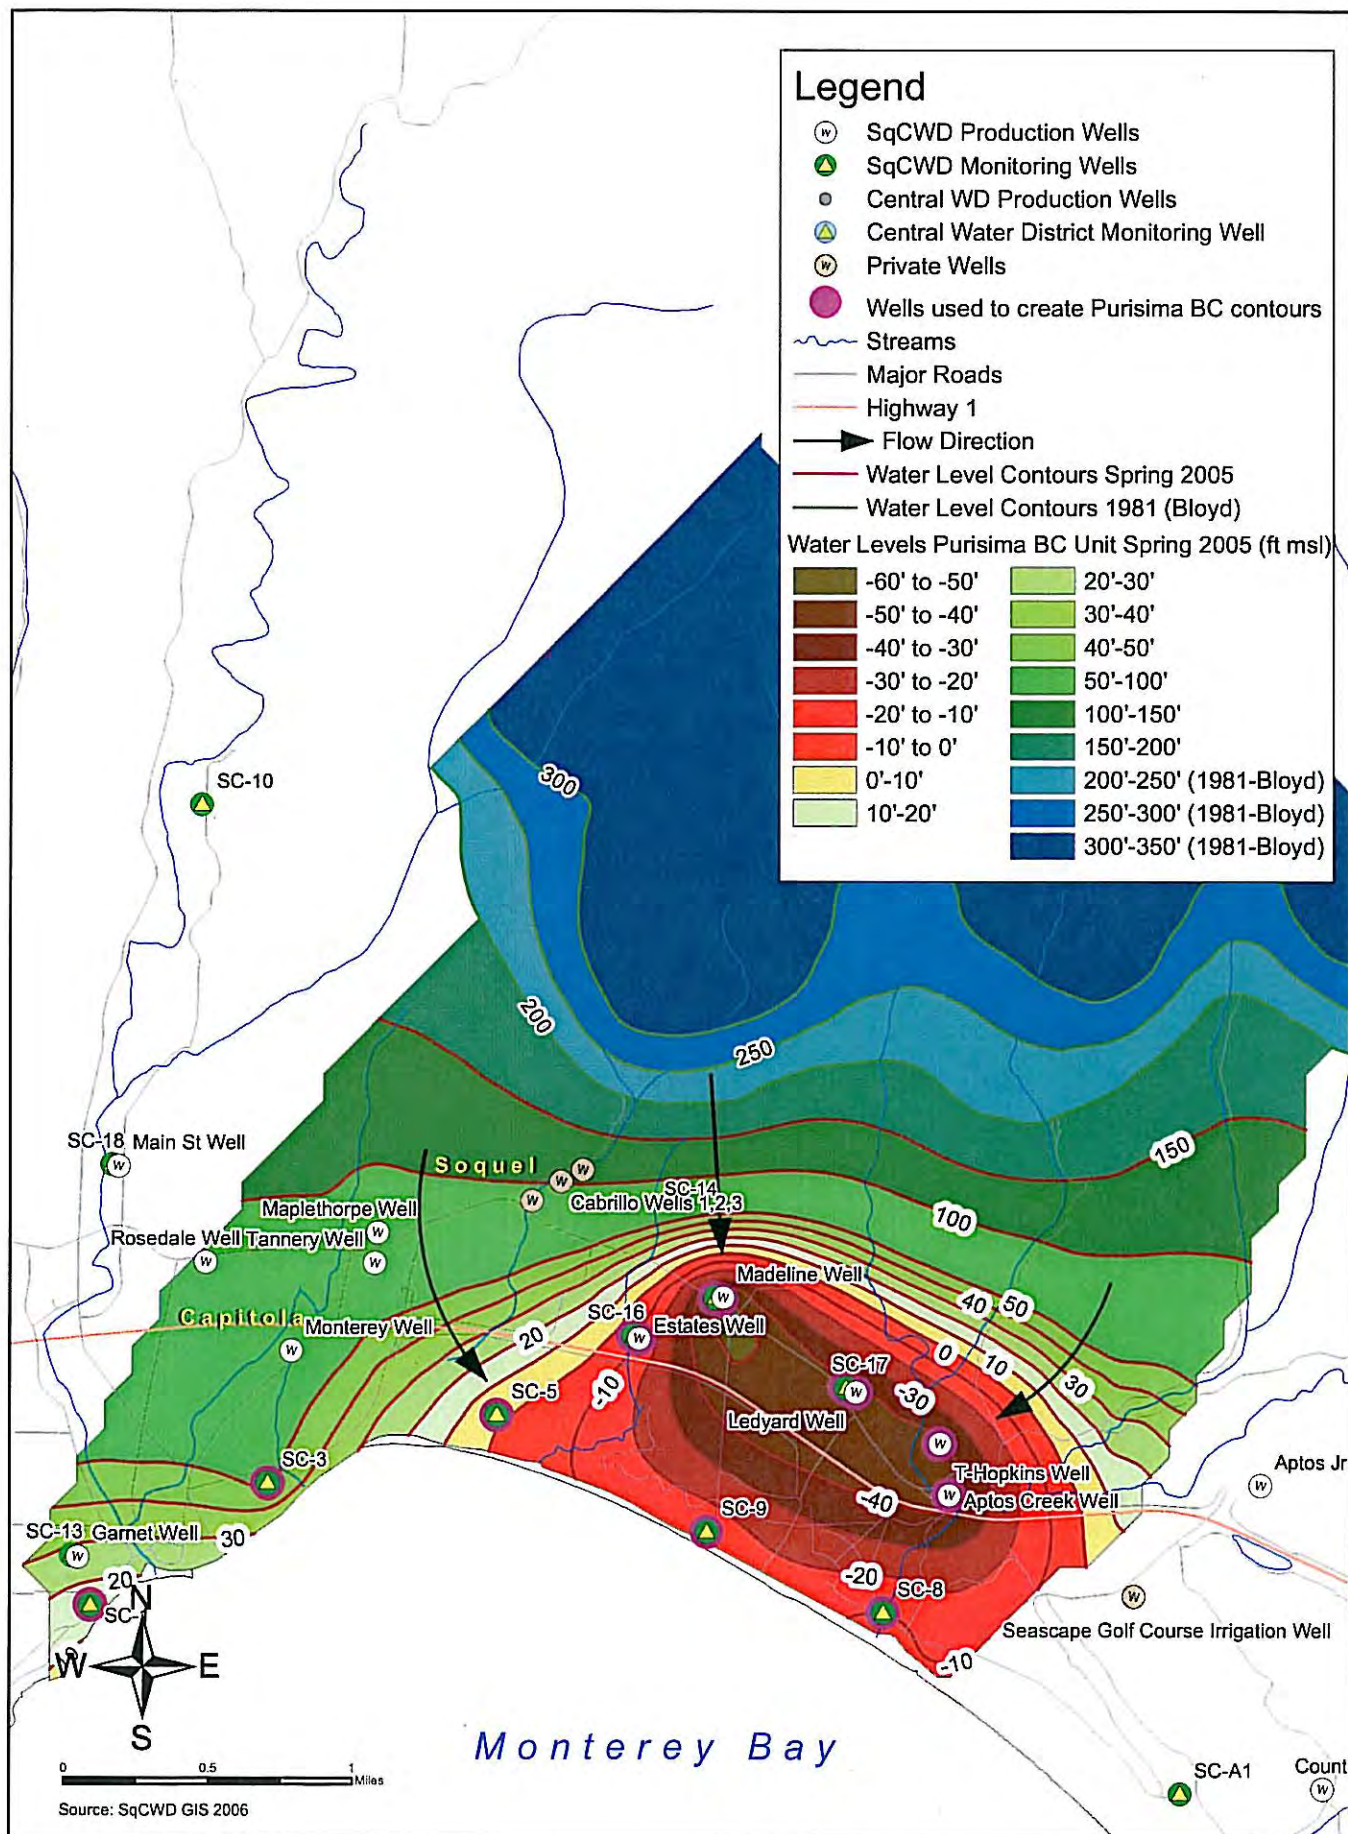 Legend
SqCWD Production Wells
SqCWD Monitoring Wells
Central WD Production Wells
Central Water District Monitoring Well
Private Wells
Wells used to create Purisima BC contours
Streams
Major Roads
Highway 1
Flow Direction
Water Level Contours Spring 2005
Water Level Contours 1981 (Bloyd)
Water Levels Purisima BC Unit Spring 2005 (ft msl)
-60' to -50'
-50' to -40'
-40' to -30'
-30' to -20'
-20' to -10'
-10' to 0'
0'-10'
10'-20'
20'-30'
30'-40'
40'-50'
50'-100'
100'-150'
150'-200'
200'-250' (1981-Bloyd)
250'-300' (1981-Bloyd)
300'-350' (1981-Bloyd)
300
SC-10
200
250
SC-18 Main St Well
Soquel
150
SC-14
Cabrillo Wells 1,2,3
Maplethorpe Well
100
Rosedale Well Tannery Well
Madeline Well
Capitola
Monterey Well
SC-16
Estates Well
20
40
50
0
10
30
SC-17
-10
SC-5
-30
Ledyard Well
SC-3
T-Hopkins Well
Aptos Jr
-40
Aptos Creek Well
SC-9
SC-13 Garnet Well
30
-20
SC-8
20
SC-
Seascape Golf Course Irrigation Well
-10
N
W E
S
Monterey Bay
0 0.5 1
Miles
SC-A1
Count
Source: SqCWD GIS 2006